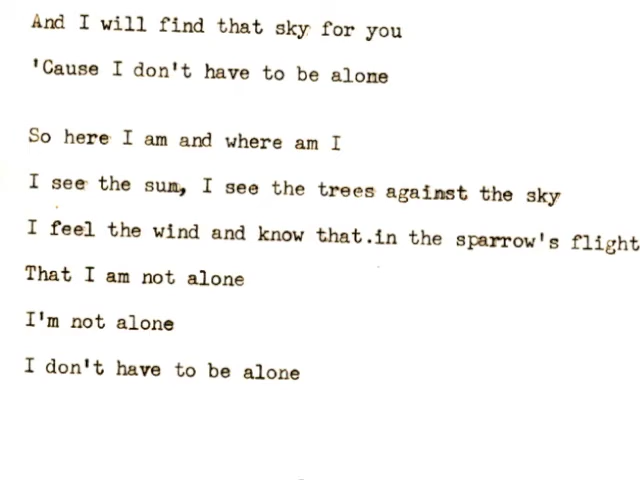 And I will find that sky for you
'Cause I don't have to be alone
So here I am and where am I
I see the sun, I see the trees against the sky
I feel the wind and know that.in the sparrow's flight
That I am not alone
I'm not alone
I don't have to be alone